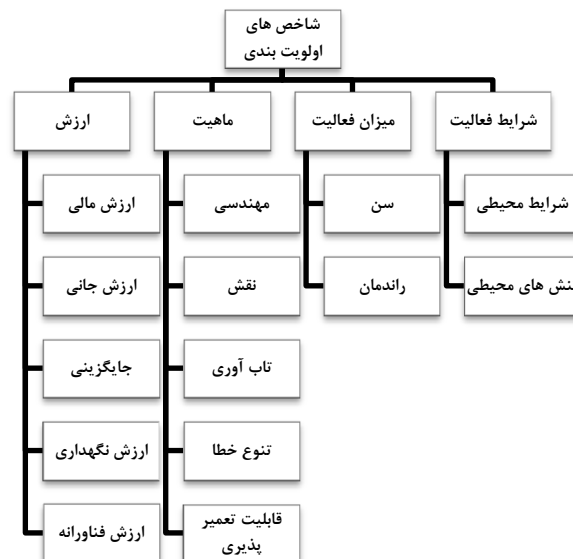 شاخص های
اولویت بندی
شرایط فعالیت
میزان فعالیت
ماهیت
ارزش
شرایط محیطی
سن
مهندسی
ارزش مالی
نش های محیطی
راندمان
نقش
ارزش جانی
تاب آوری
جایگزینی
تنوع خطا
ارزش نگهداری
قابلیت تعمیر
پذیری
ارزش فناورانه